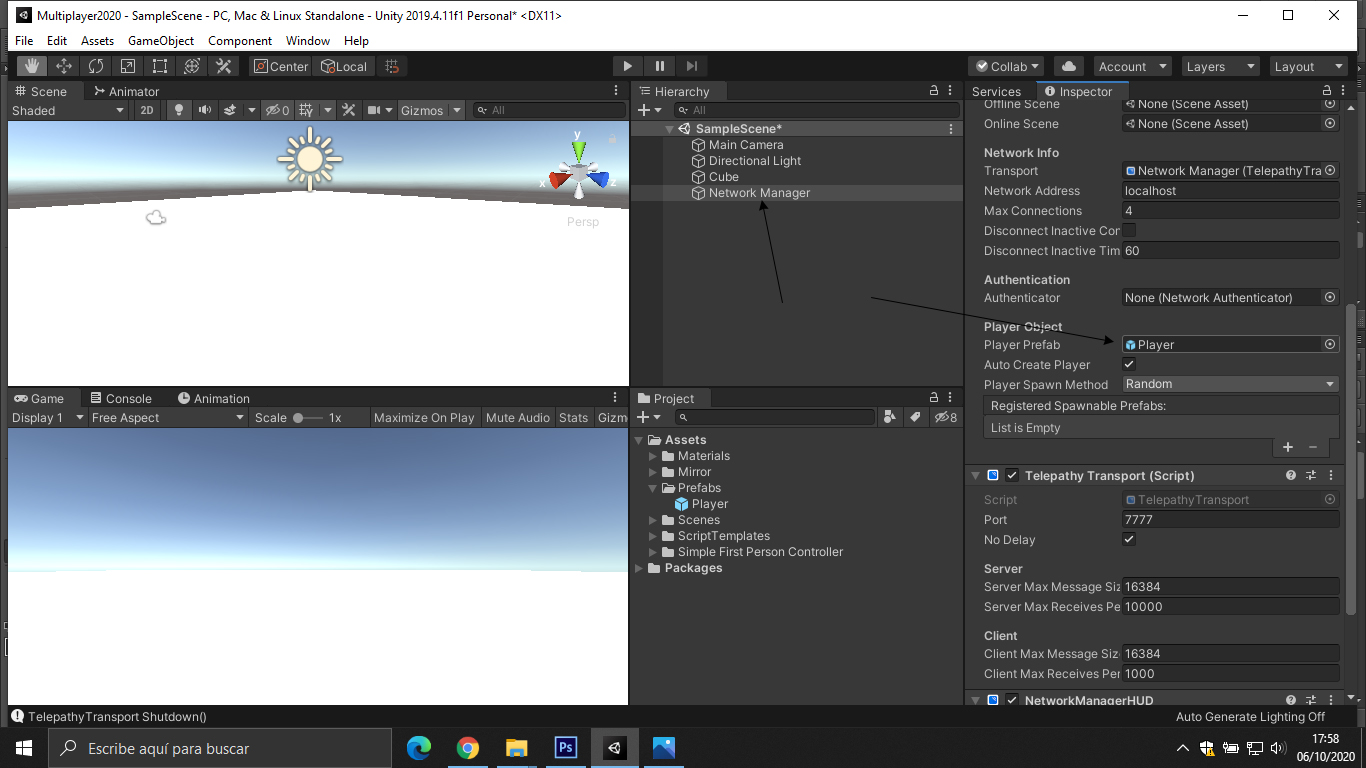 Multiplayer2020 - SampleScene - PC, Mac & Linux Standalone - Unity 2019.4.11f1 Personal* <DX11>
File Edit Assets GameObject Component Window Help
Center Local Collab Account Layers Layout
Scene Animator
Shaded 2D 0 Gizmos All
y
x
z
Persp
Hierarchy
All
SampleScene*
Main Camera
Directional Light
Cube
Network Manager
Services Inspector
Offline Scene None (Scene Asset)
Online Scene None (Scene Asset)
Network Info
Transport Network Manager (TelepathyTra
Network Address localhost
Max Connections 4
Disconnect Inactive Cor
Disconnect Inactive Tim 60
Authentication
Authenticator None (Network Authenticator)
Player Object
Player Prefab Player
Auto Create Player
Player Spawn Method Random
Registered Spawnable Prefabs:
List is Empty
Telepathy Transport (Script)
Script TelepathyTransport
Port 7777
No Delay
Server
Server Max Message Siz 16384
Server Max Receives Pe 10000
Client
Client Max Message Size 16384
Client Max Receives Per 1000
NetworkManagerHUD
Game Console Animation
Display 1 Free Aspect Scale 1x Maximize On Play Mute Audio Stats Gizm
Project
8
Assets
Materials
Mirror
Prefabs
Player
Scenes
ScriptTemplates
Simple First Person Controller
Packages
TelepathyTransport Shutdown()
Auto Generate Lighting Off
Escribe aquí para buscar
Ps
17:58
06/10/2020